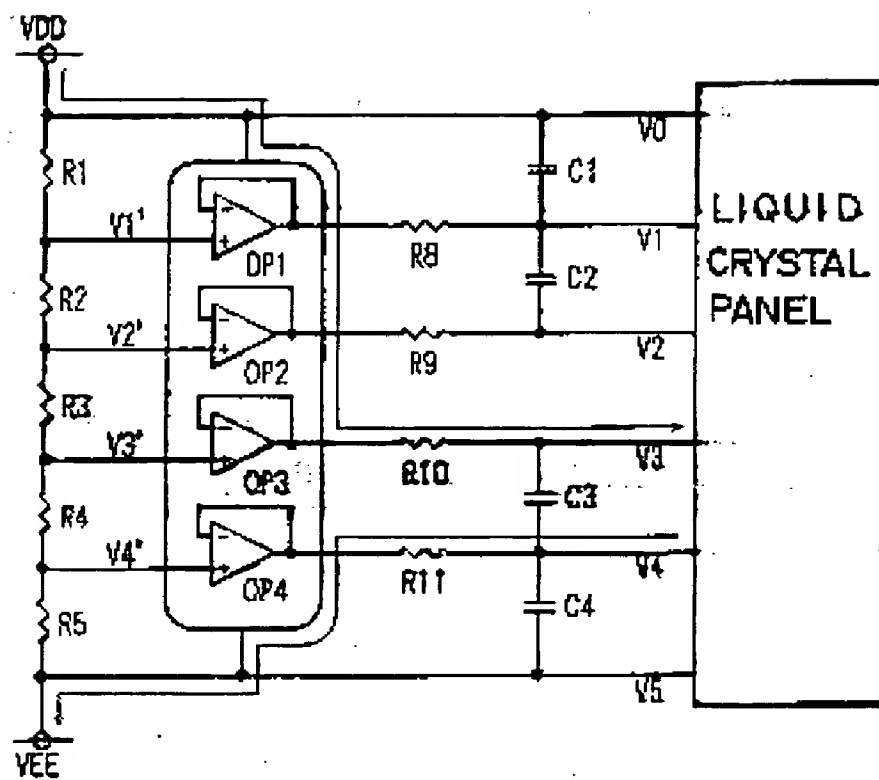 VDD
V0
R1
C1
LIQUID
V1'
V1
OP1
R8
CRYSTAL
R2
C2
PANEL
V2'
V2
OP2
R9
R3
V3'
V3
OP3
R10
C3
R4
V4'
V4
OP4
R11
R5
C4
V5
VEE